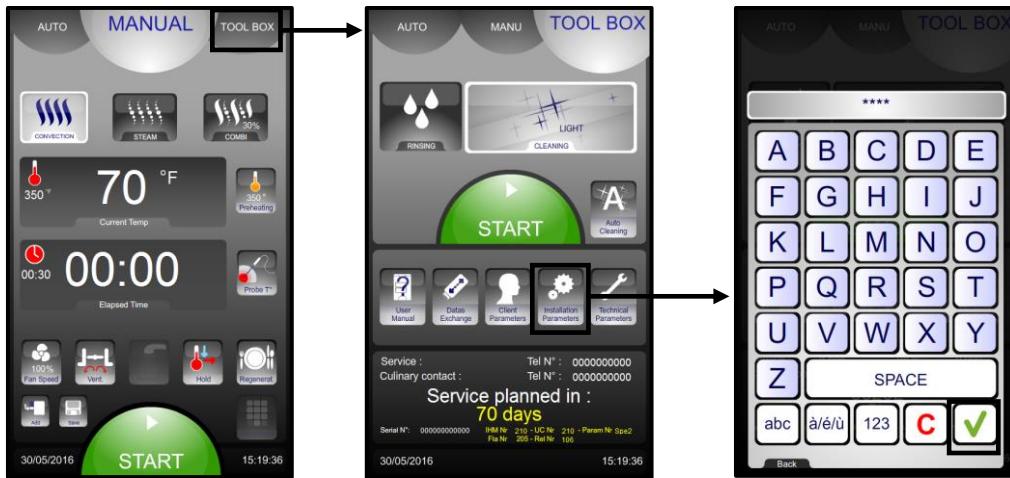 AUTO MANUAL TOOL BOX
CONVECTION STEAM 30% COMBI
350 °F 70 °F 350 °
Current Temp Preheating
00:30 00:00
Elapsed Time Probe T°
100%
Fan Speed Vent. Hold Regenerat.
Add Save
START
30/05/2016 15:19:36
AUTO MANU TOOL BOX
LIGHT
RINSING CLEANING
START A
Auto
Cleaning
User Manual Datas Exchange Client Parameters Installation Parameters Technical Parameters
Service : Tel N° : 0000000000
Culinary contact : Tel N° : 0000000000
Service planned in :
70 days
Serial N°: 000000000000 IHM Nr 210 - UC Nr 210 - Param Nr Spe2
Fla Nr 205 - Rel Nr 106
30/05/2016 15:19:36
AUTO MANU TOOL BOX
****
A B C D E
F G H I J
K L M N O
P Q R S T
U V W X Y
Z SPACE
abc à/é/ù 123 C
Back